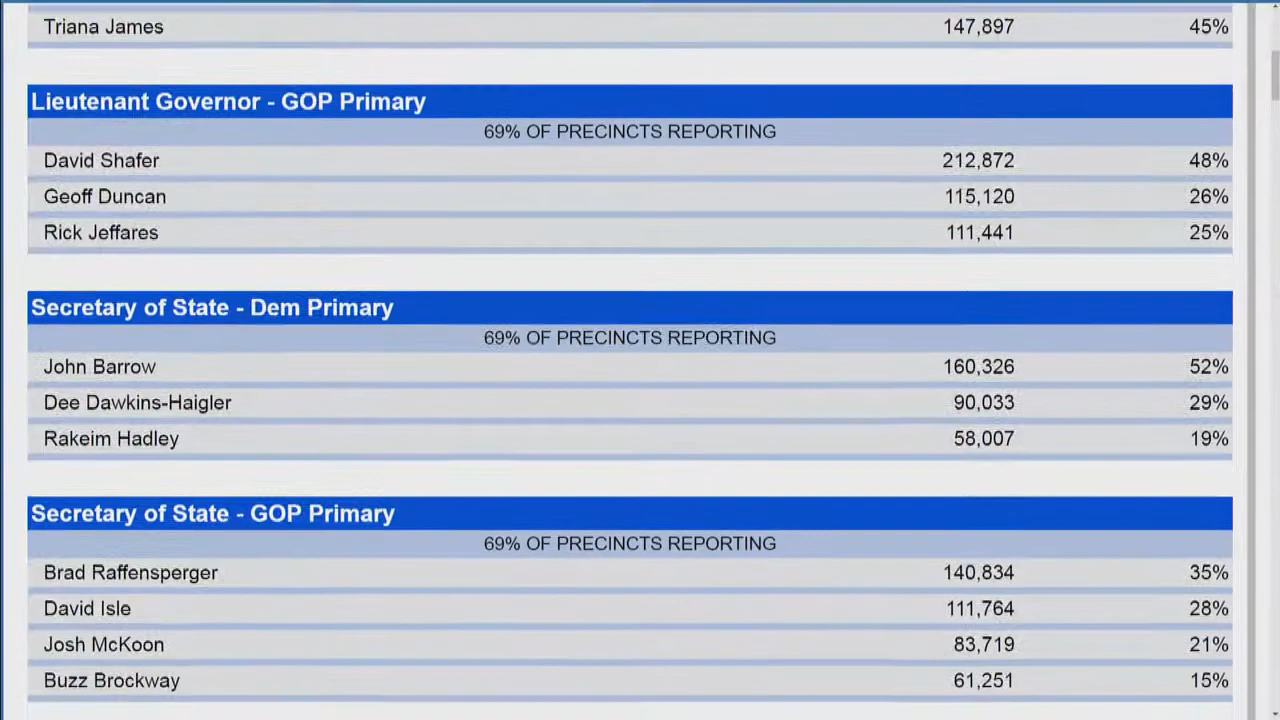 Triana James 147,897 45%
Lieutenant Governor - GOP Primary
69% OF PRECINCTS REPORTING
David Shafer 212,872 48%
Geoff Duncan 115,120 26%
Rick Jeffares 111,441 25%
Secretary of State - Dem Primary
69% OF PRECINCTS REPORTING
John Barrow 160,326 52%
Dee Dawkins-Haigler 90,033 29%
Rakeim Hadley 58,007 19%
Secretary of State - GOP Primary
69% OF PRECINCTS REPORTING
Brad Raffensperger 140,834 35%
David Isle 111,764 28%
Josh McKoon 83,719 21%
Buzz Brockway 61,251 15%